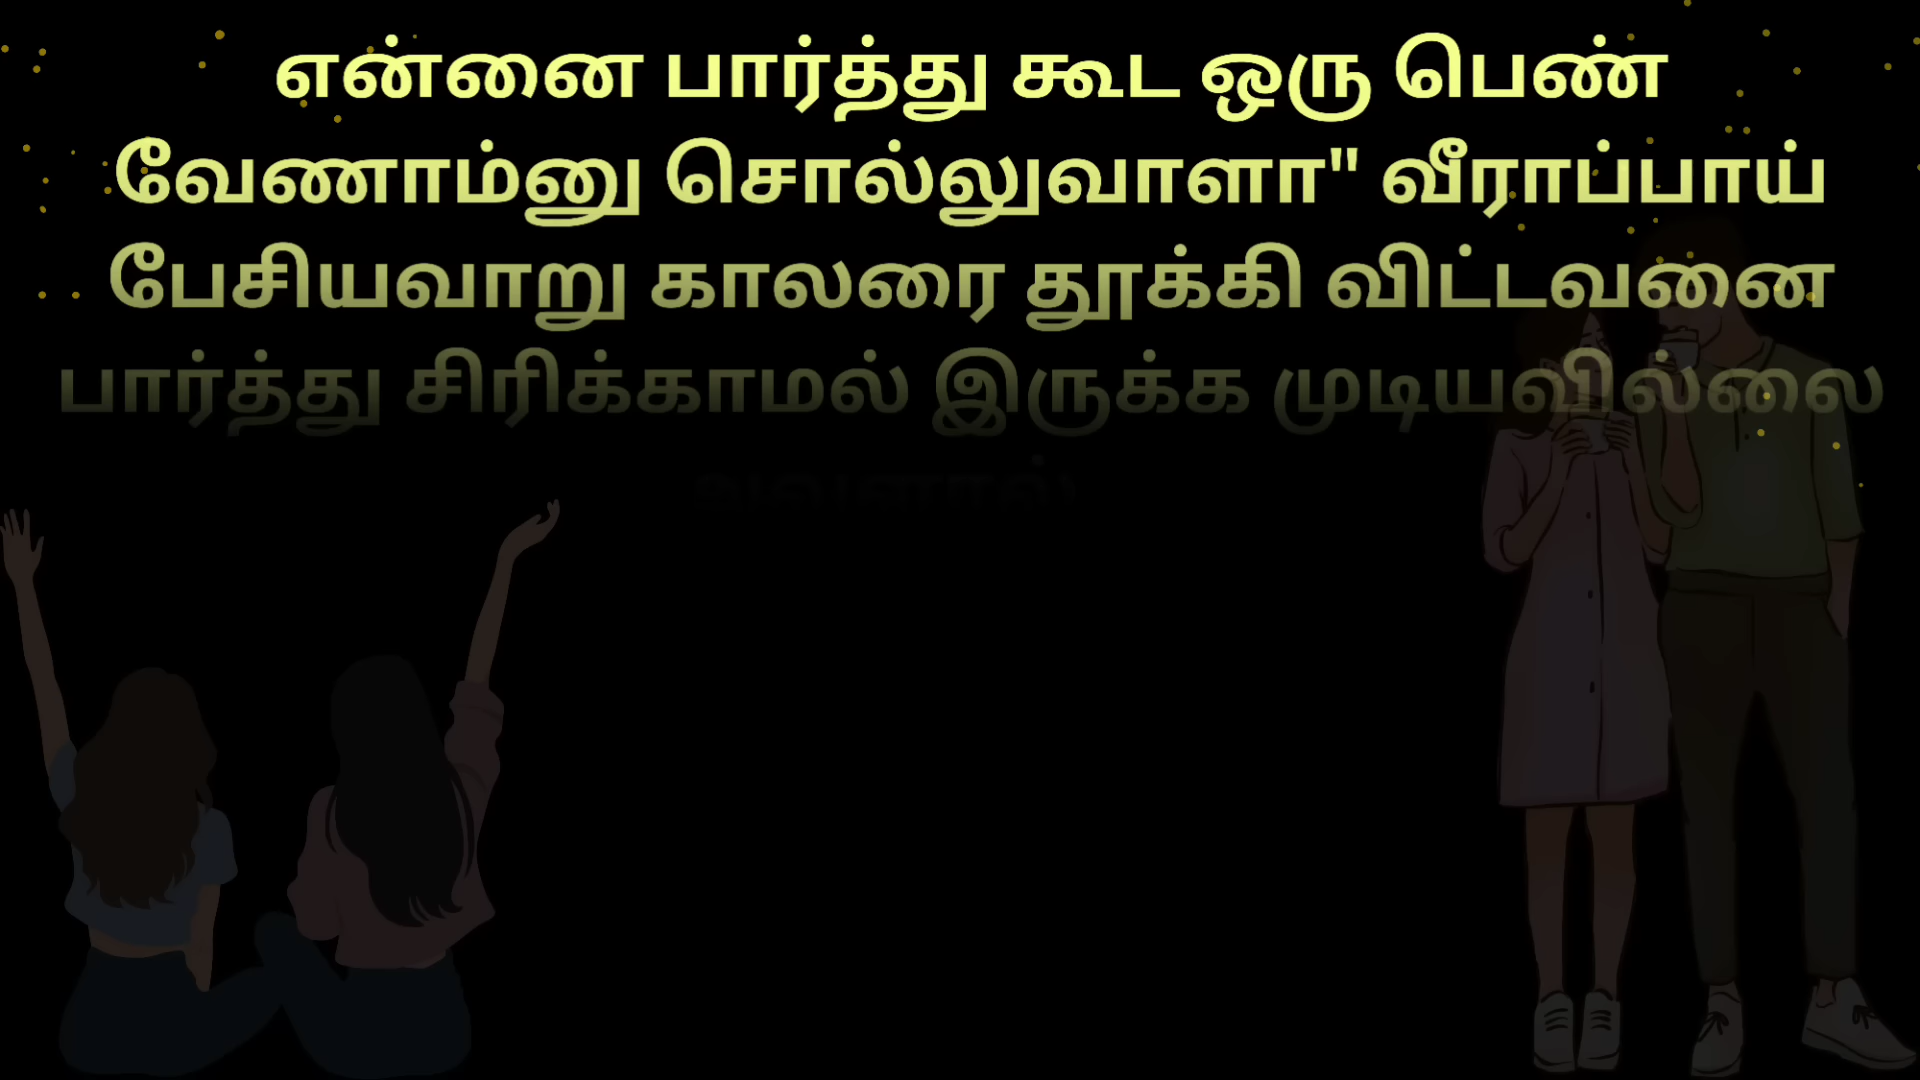 என்னை பார்த்து கூட ஒரு பெண்
வேணாம்னு சொல்லுவாளா" வீராப்பாய்
பேசியவாறு காலரை தூக்கி விட்டவனை
பார்த்து சிரிக்காமல் இருக்க முடியவில்லை